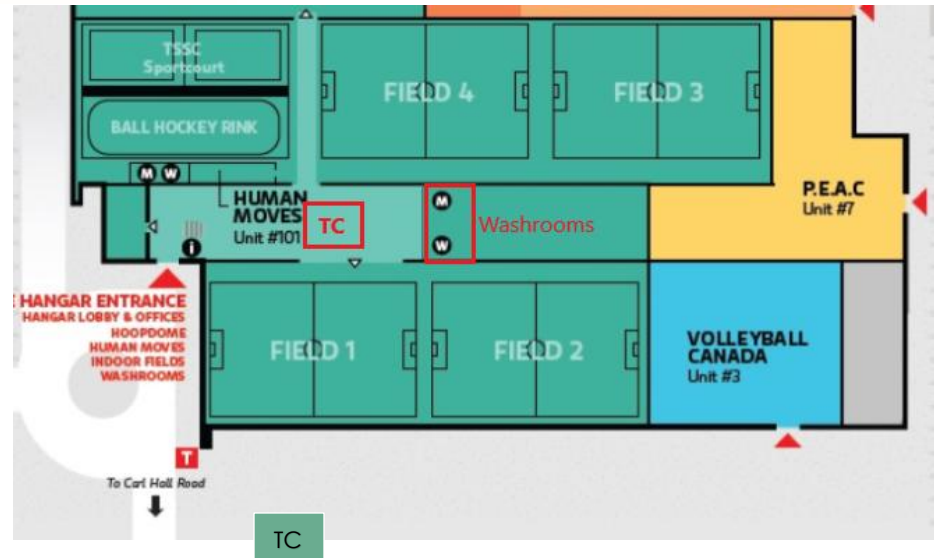 TSSC
Sportcourt
FIELD 4
FIELD 3
BALL HOCKEY RINK
M W
HUMAN
MOVES
Unit #101
TC
M
W
Washrooms
P.E.A.C
Unit #7
i
HANGAR ENTRANCE
HANGAR LOBBY & OFFICES
HOOPDOME
HUMAN MOVES
INDOOR FIELDS
WASHROOMS
FIELD 1
FIELD 2
VOLLEYBALL
CANADA
Unit #3
T
To Carl Hall Road
TC